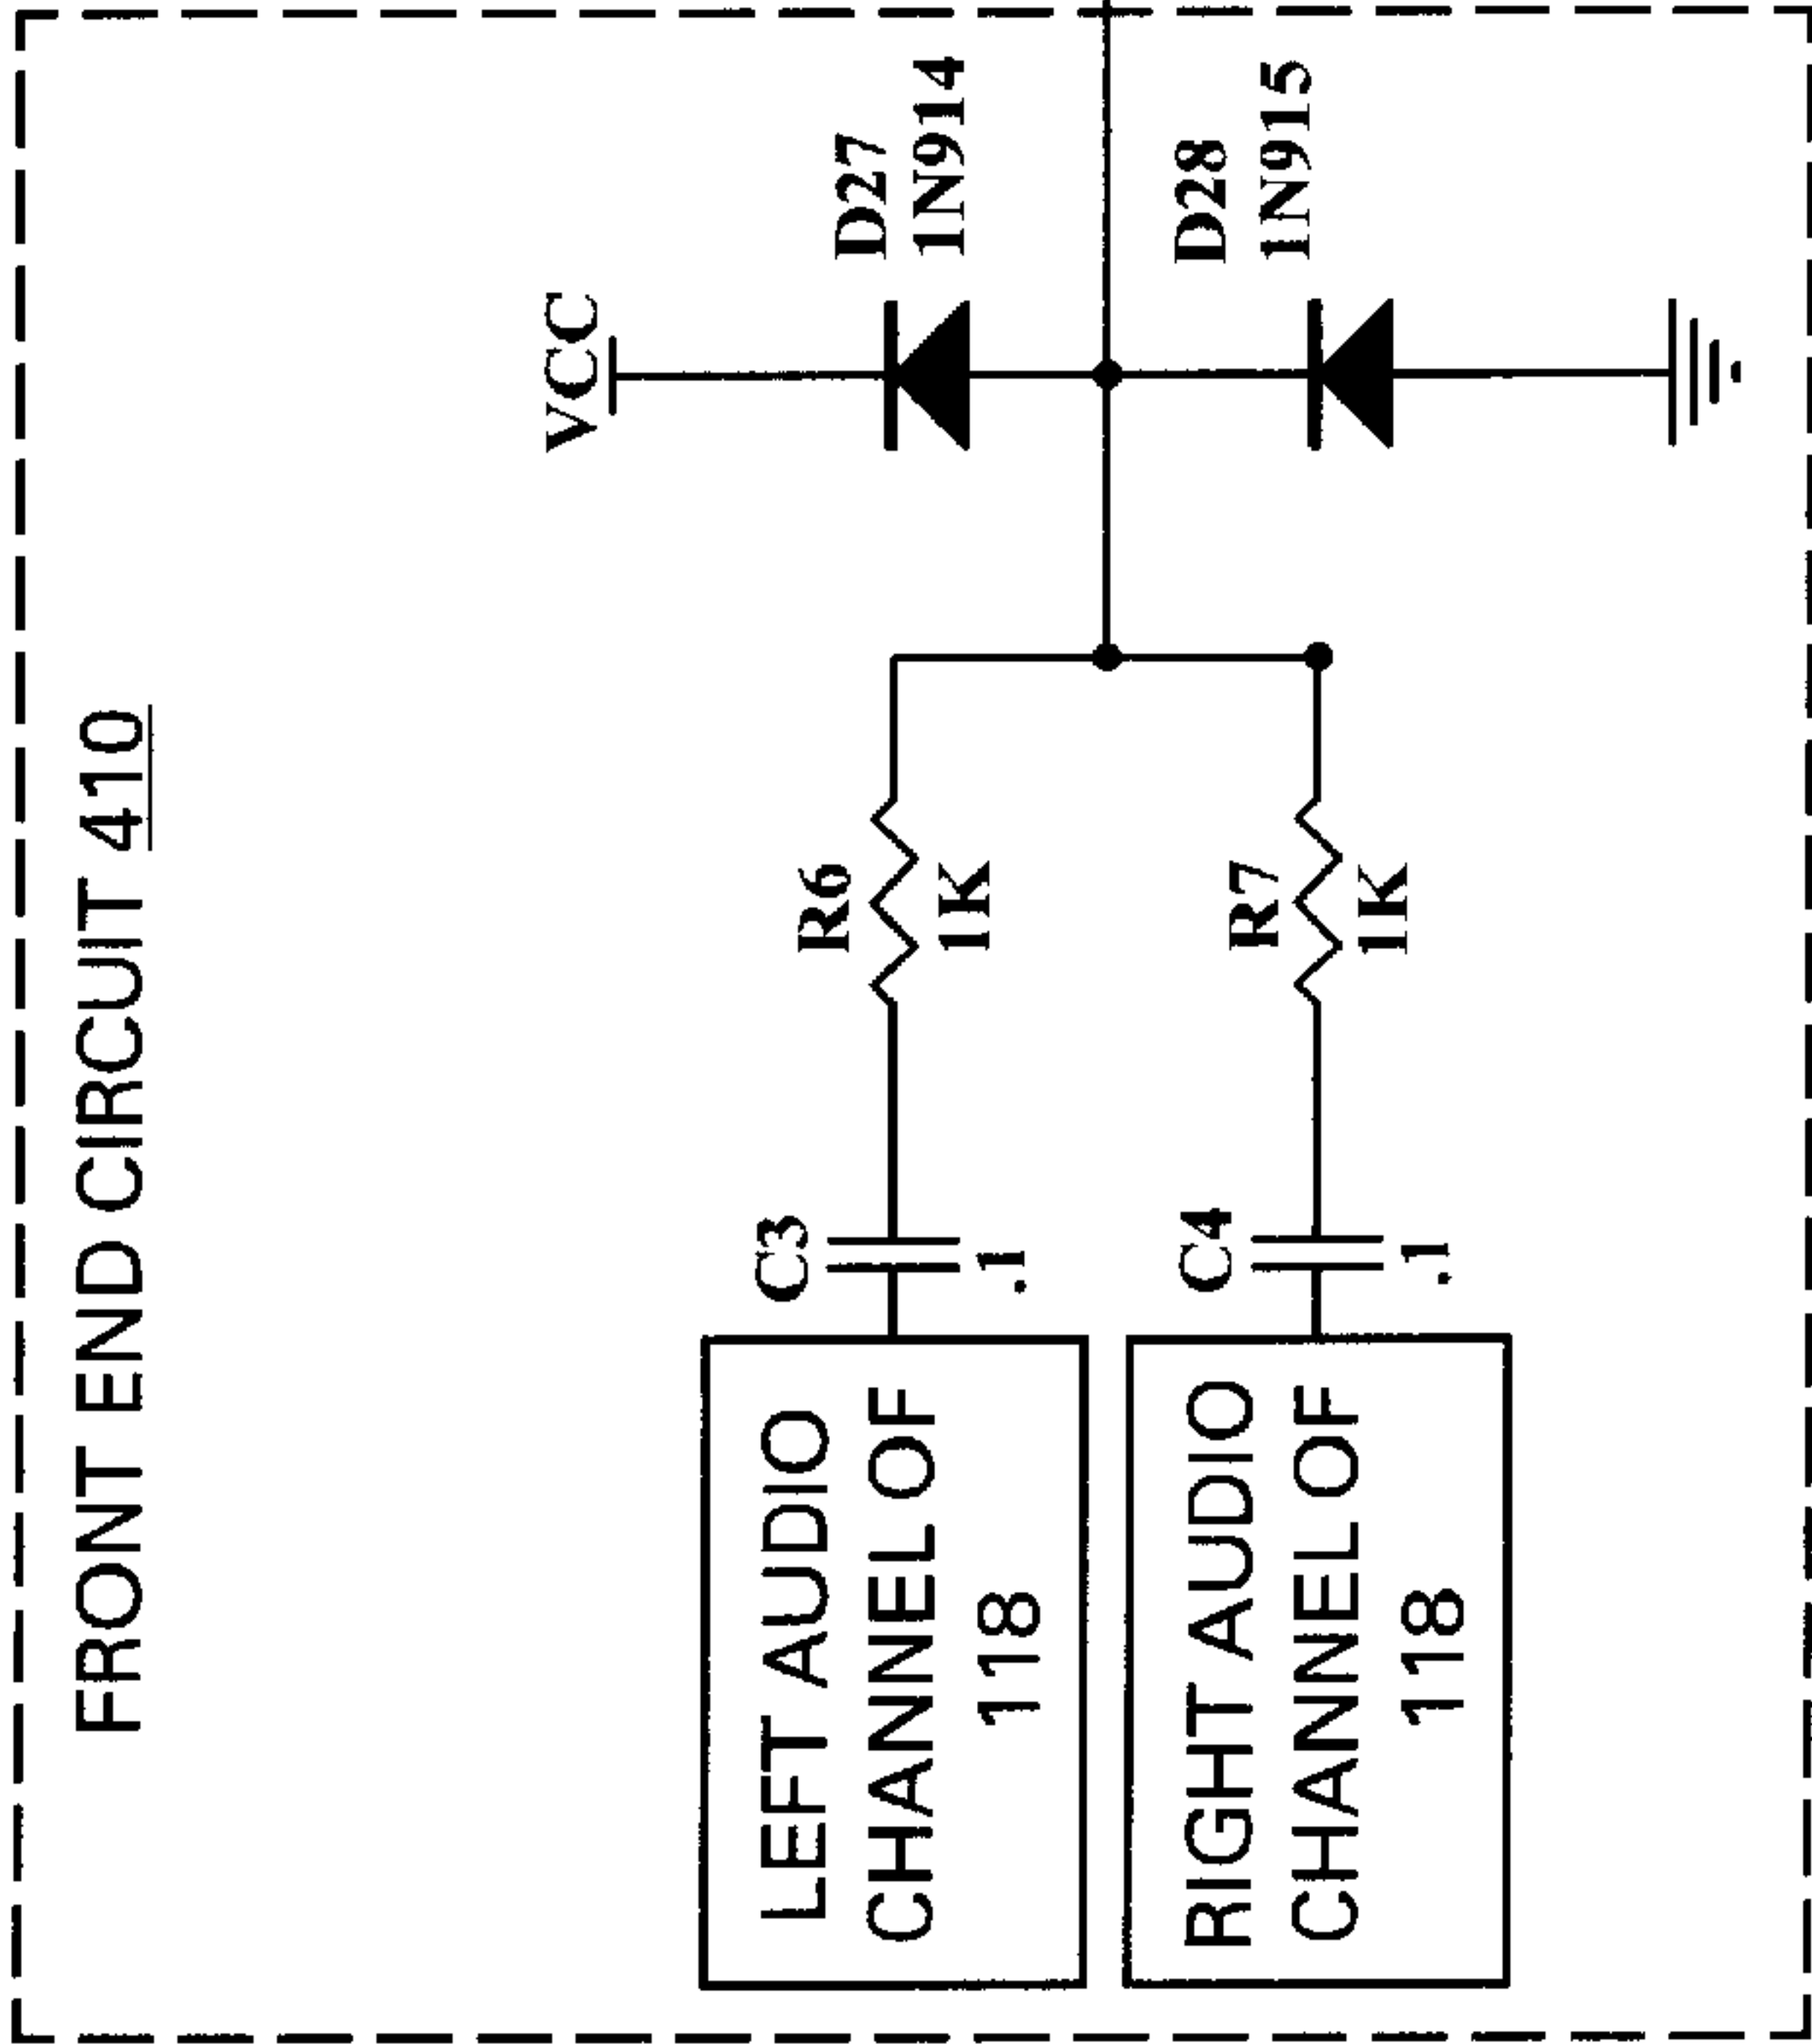 FRONT END CIRCUIT 410
VCC
D27
1N914
D28
1N915
R6
1K
R7
1K
C3
.1
C4
.1
LEFT AUDIO
CHANNEL OF
118
RIGHT AUDIO
CHANNEL OF
118